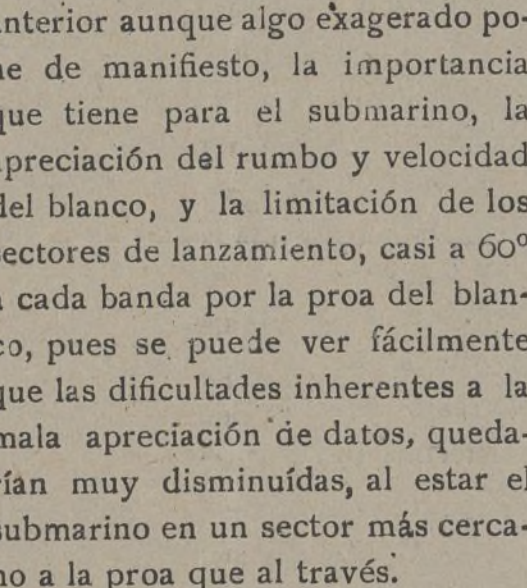 anterior aunque algo exagerado po-
ne de manifiesto, la importancia
que tiene para el submarino, la
apreciación del rumbo y velocidad
del blanco, y la limitación de los
sectores de lanzamiento, casi a 60º
a cada banda por la proa del blan-
co, pues se puede ver fácilmente
que las dificultades inherentes a la
mala apreciación de datos, queda-
rían muy disminuídas, al estar el
submarino en un sector más cerca-
no a la proa que al través.